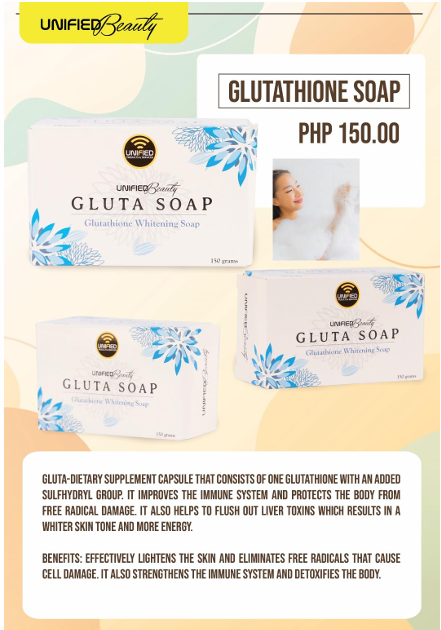 UNIFIED Beauty
GLUTATHIONE SOAP
PHP 150.00
UNIFIED
UNIFIED Beauty
GLUTA SOAP
Glutathione Whitening Soap
150 grams
UNIFIED
UNIFIED Beauty
GLUTA SOAP
Glutathione Whitening Soap
150 grams
UNIFIED
UNIFIED Beauty
GLUTA SOAP
Glutathione Whitening Soap
150 grams
GLUTA-DIETARY SUPPLEMENT CAPSULE THAT CONSISTS OF ONE GLUTATHIONE WITH AN ADDED
SULFHYDRYL GROUP. IT IMPROVES THE IMMUNE SYSTEM AND PROTECTS THE BODY FROM
FREE RADICAL DAMAGE. IT ALSO HELPS TO FLUSH OUT LIVER TOXINS WHICH RESULTS IN A
WHITER SKIN TONE AND MORE ENERGY.
BENEFITS: EFFECTIVELY LIGHTENS THE SKIN AND ELIMINATES FREE RADICALS THAT CAUSE
CELL DAMAGE. IT ALSO STRENGTHENS THE IMMUNE SYSTEM AND DETOXIFIES THE BODY.